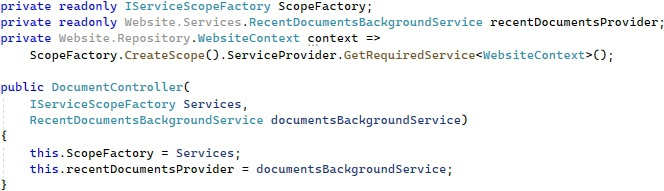 private readonly IServiceScopeFactory ScopeFactory;
private readonly Website.Services.RecentDocumentsBackgroundService recentDocumentsProvider;
private Website.Repository.WebsiteContext context =>
    ScopeFactory.CreateScope().ServiceProvider.GetRequiredService<WebsiteContext>();

public DocumentController(
    IServiceScopeFactory Services,
    RecentDocumentsBackgroundService documentsBackgroundService)
{
    this.ScopeFactory = Services;
    this.recentDocumentsProvider = documentsBackgroundService;
}